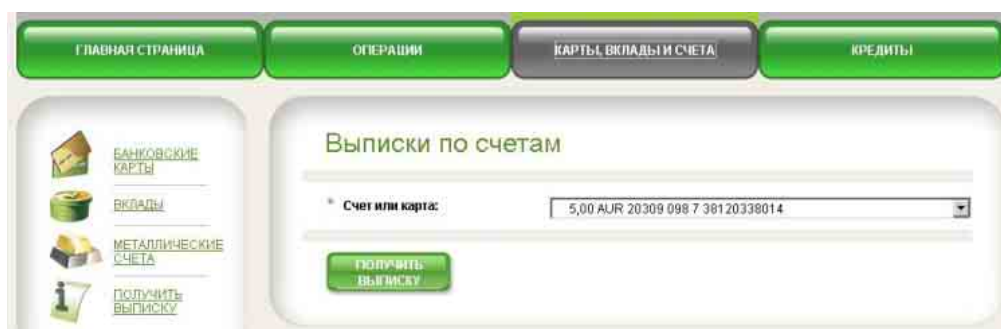 ГЛАВНАЯ СТРАНИЦА
ОПЕРАЦИИ
КАРТЫ, ВКЛАДЫ И СЧЕТА
КРЕДИТЫ
БАНКОВСКИЕ
КАРТЫ
ВКЛАДЫ
МЕТАЛЛИЧЕСКИЕ
СЧЕТА
ПОЛУЧИТЬ
ВЫПИСКУ
Выписки по счетам
* Счет или карта:
5,00 AUR 20309 098 7 38120338014
ПОЛУЧИТЬ
ВЫПИСКУ